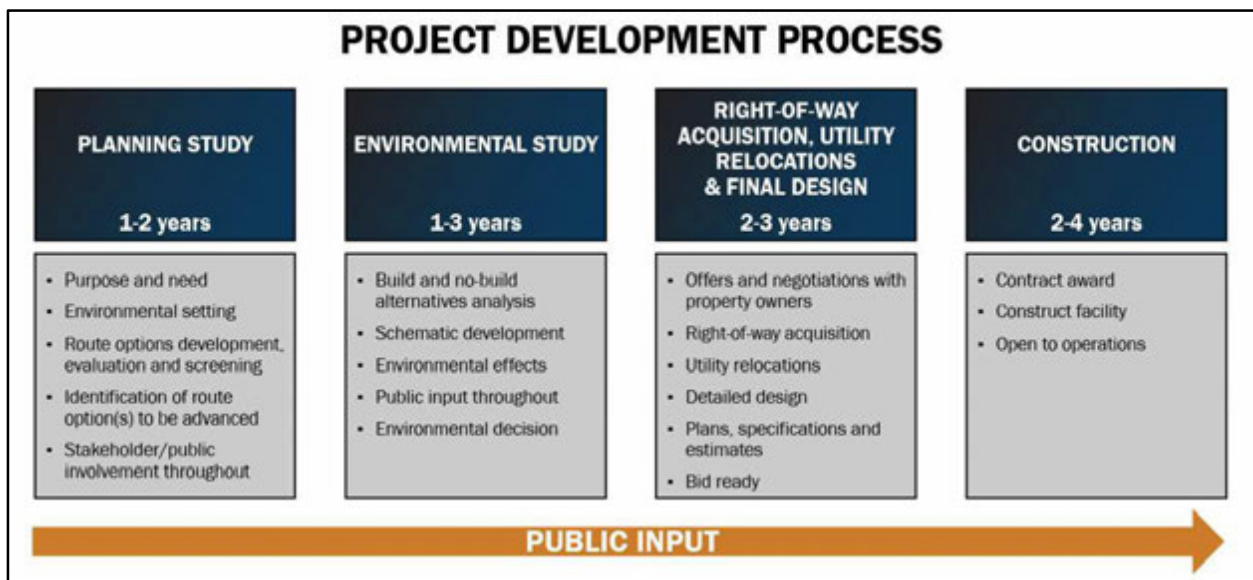 PROJECT DEVELOPMENT PROCESS
PLANNING STUDY
1-2 years
• Purpose and need
• Environmental setting
• Route options development,
evaluation and screening
• Identification of route
option(s) to be advanced
• Stakeholder/public
involvement throughout
ENVIRONMENTAL STUDY
1-3 years
• Build and no-build
alternatives analysis
• Schematic development
• Environmental effects
• Public input throughout
• Environmental decision
RIGHT-OF-WAY
ACQUISITION, UTILITY
RELOCATIONS
& FINAL DESIGN
2-3 years
• Offers and negotiations with
property owners
• Right-of-way acquisition
• Utility relocations
• Detailed design
• Plans, specifications and
estimates
• Bid ready
CONSTRUCTION
2-4 years
• Contract award
• Construct facility
• Open to operations
PUBLIC INPUT